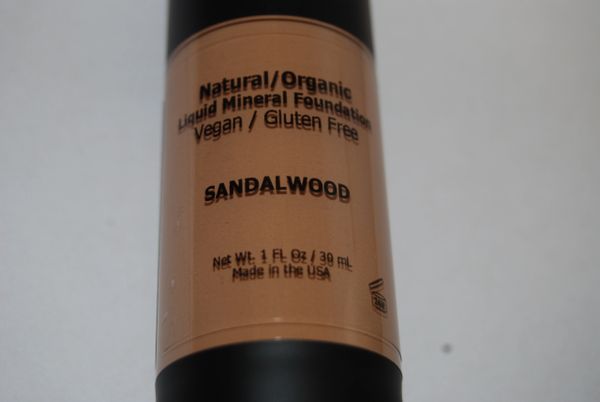 Natural/Organic
Liquid Mineral Foundation
Vegan / Gluten Free
SANDALWOOD
Net Wt. 1 FL Oz / 30 mL
Made in the USA